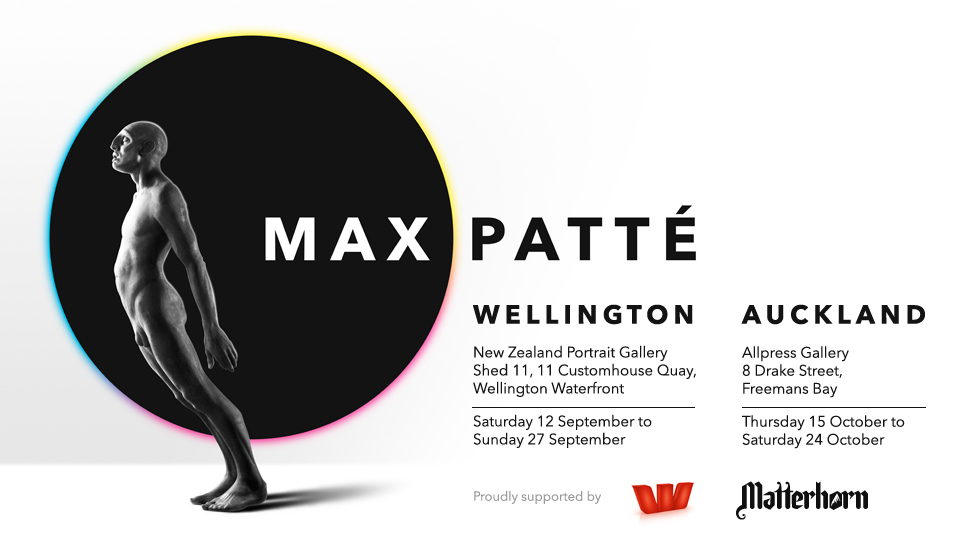 MAX PATTÉ
WELLINGTON
New Zealand Portrait Gallery
Shed 11, 11 Customhouse Quay,
Wellington Waterfront
Saturday 12 September to
Sunday 27 September
AUCKLAND
Allpress Gallery
8 Drake Street,
Freemans Bay
Thursday 15 October to
Saturday 24 October
Proudly supported by
W
Matterhorn